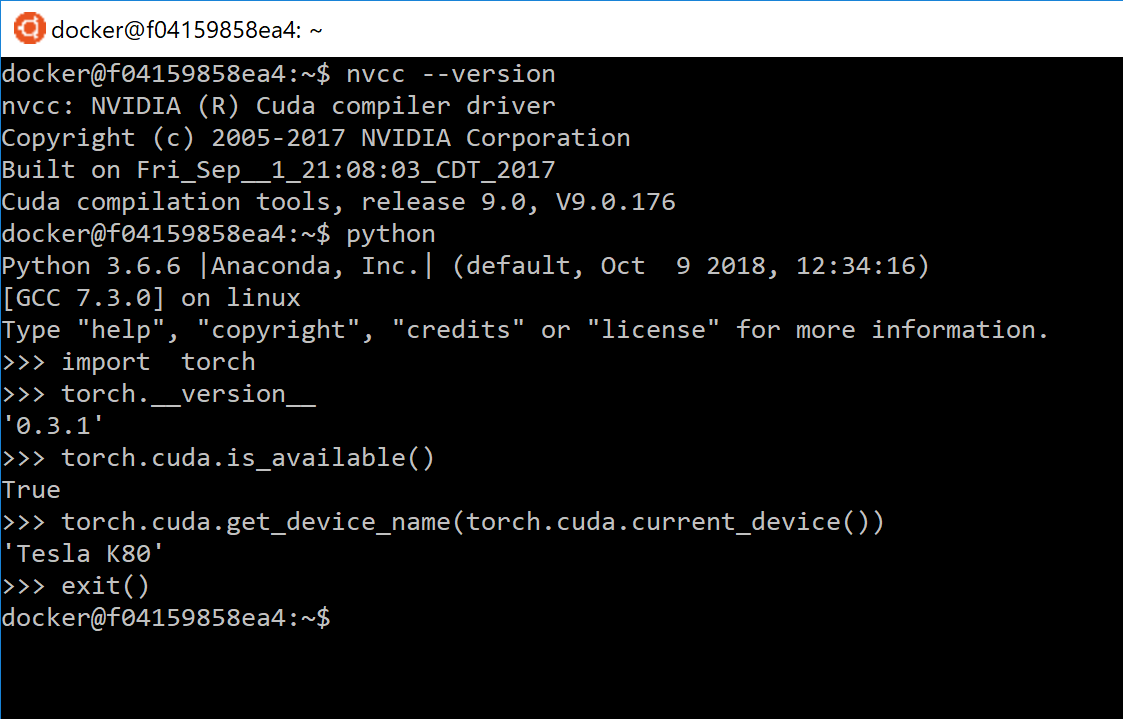 docker@f04159858ea4: ~
docker@f04159858ea4:~$ nvcc --version
nvcc: NVIDIA (R) Cuda compiler driver
Copyright (c) 2005-2017 NVIDIA Corporation
Built on Fri_Sep__1_21:08:03_CDT_2017
Cuda compilation tools, release 9.0, V9.0.176
docker@f04159858ea4:~$ python
Python 3.6.6 |Anaconda, Inc.| (default, Oct  9 2018, 12:34:16)
[GCC 7.3.0] on linux
Type "help", "copyright", "credits" or "license" for more information.
>>> import  torch
>>> torch.__version__
'0.3.1'
>>> torch.cuda.is_available()
True
>>> torch.cuda.get_device_name(torch.cuda.current_device())
'Tesla K80'
>>> exit()
docker@f04159858ea4:~$